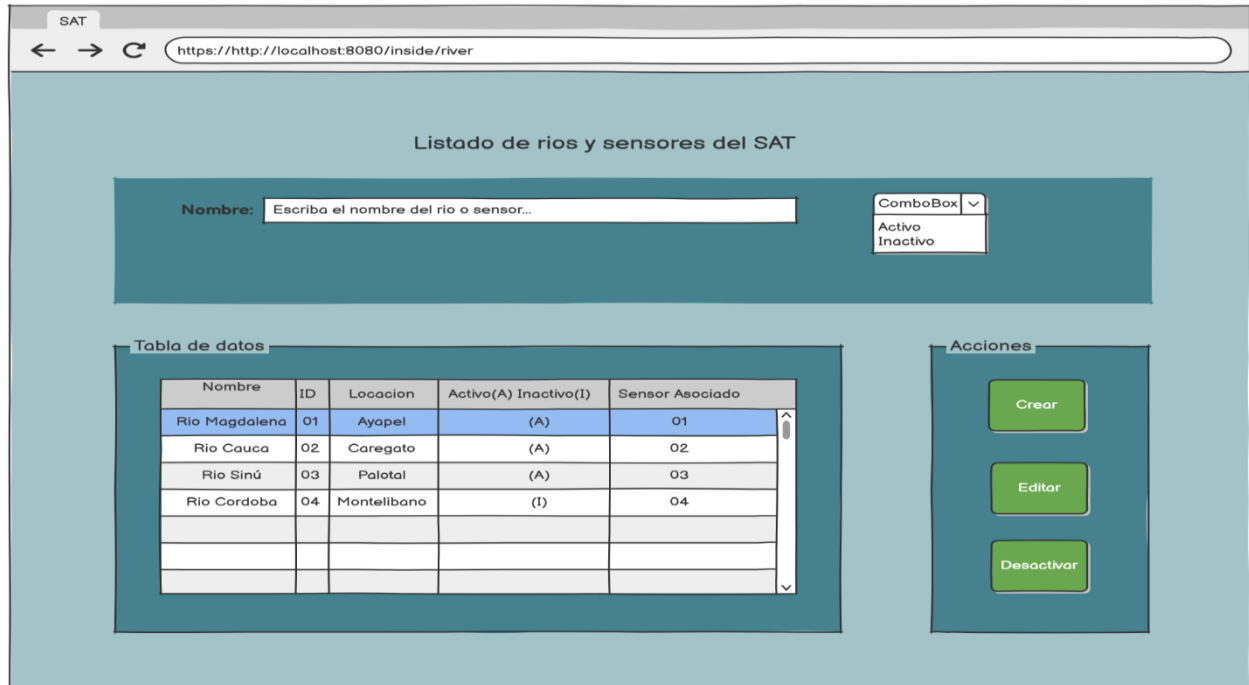 SAT
https://http://localhost:8080/inside/river
Listado de rios y sensores del SAT
Nombre: Escriba el nombre del rio o sensor...
ComboBox
Activo
Inactivo
Tabla de datos
Nombre ID Locacion Activo(A) Inactivo(I) Sensor Asociado
Rio Magdalena 01 Ayapel (A) 01
Rio Cauca 02 Caregato (A) 02
Rio Sinú 03 Palotal (A) 03
Rio Cordoba 04 Montelibano (I) 04
Acciones
Crear
Editar
Desactivar